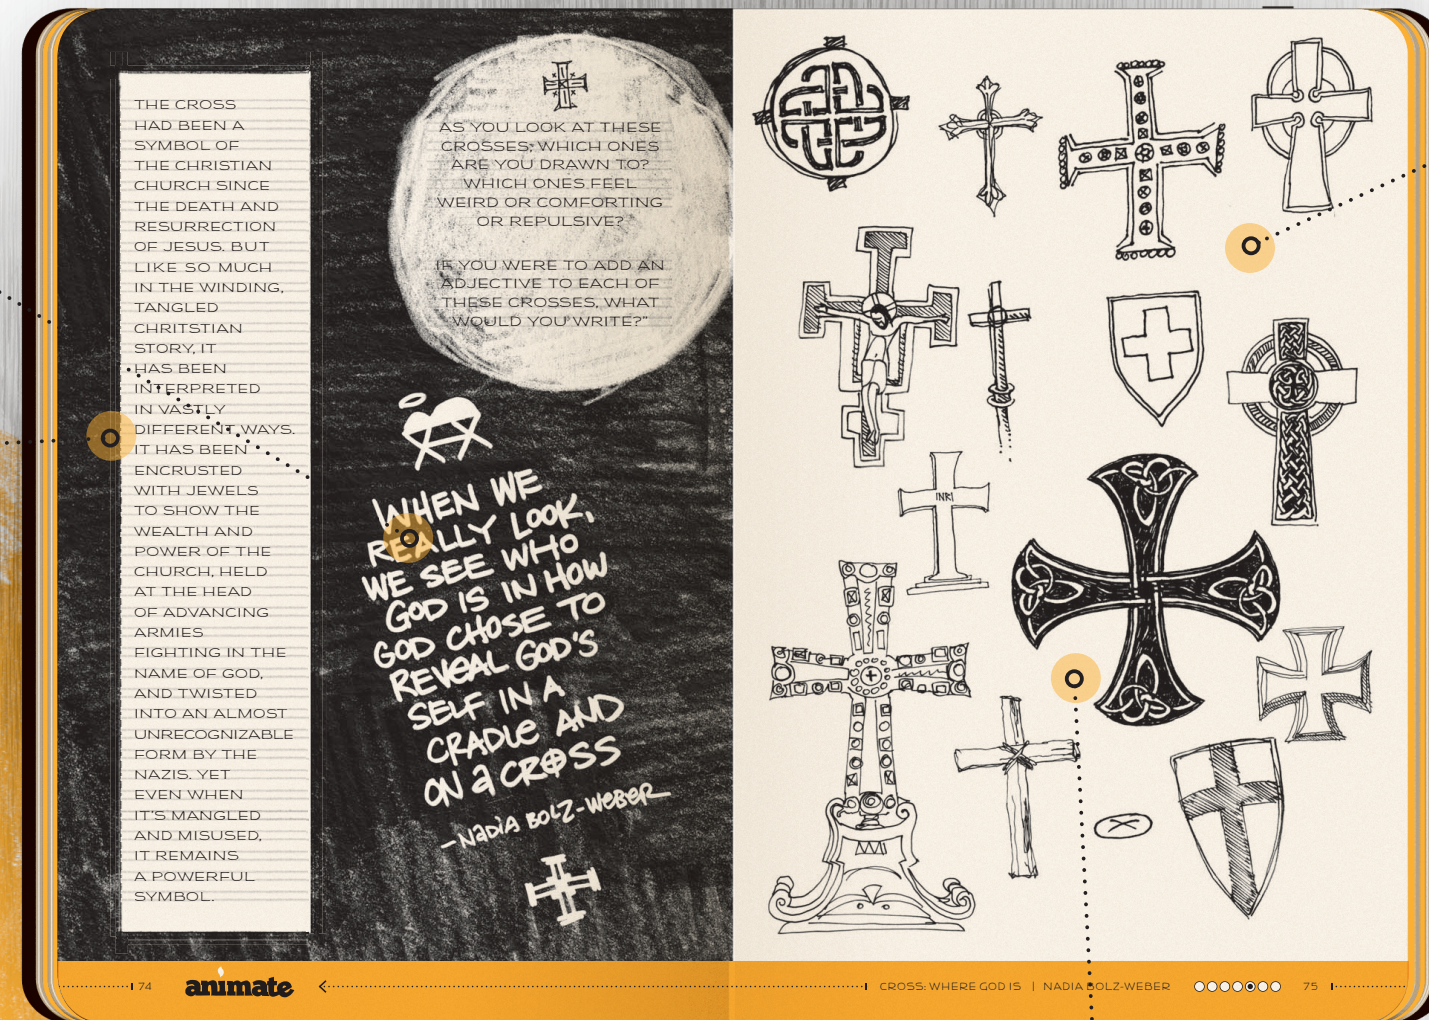 THE CROSS
HAD BEEN A
SYMBOL OF
THE CHRISTIAN
CHURCH SINCE
THE DEATH AND
RESURRECTION
OF JESUS. BUT
LIKE SO MUCH
IN THE WINDING,
TANGLED
CHRITSTIAN
STORY, IT
HAS BEEN
INTERPRETED
IN VASTLY
DIFFERENT WAYS.
IT HAS BEEN
ENCRUSTED
WITH JEWELS
TO SHOW THE
WEALTH AND
POWER OF THE
CHURCH, HELD
AT THE HEAD
OF ADVANCING
ARMIES
FIGHTING IN THE
NAME OF GOD,
AND TWISTED
INTO AN ALMOST
UNRECOGNIZABLE
FORM BY THE
NAZIS. YET
EVEN WHEN
IT'S MANGLED
AND MISUSED,
IT REMAINS
A POWERFUL
SYMBOL.
AS YOU LOOK AT THESE
CROSSES; WHICH ONES
ARE YOU DRAWN TO?
WHICH ONES FEEL
WEIRD OR COMFORTING
OR REPULSIVE?
IF YOU WERE TO ADD AN
ADJECTIVE TO EACH OF
THESE CROSSES, WHAT
WOULD YOU WRITE?"
WHEN WE
REALLY LOOK,
WE SEE WHO
GOD IS IN HOW
GOD CHOSE TO
REVEAL GOD'S
SELF IN A
CRADLE AND
ON A CROSS
—NADIA BOLZ-WEBER
INRI
74
animate
CROSS: WHERE GOD IS | NADIA BOLZ-WEBER
75